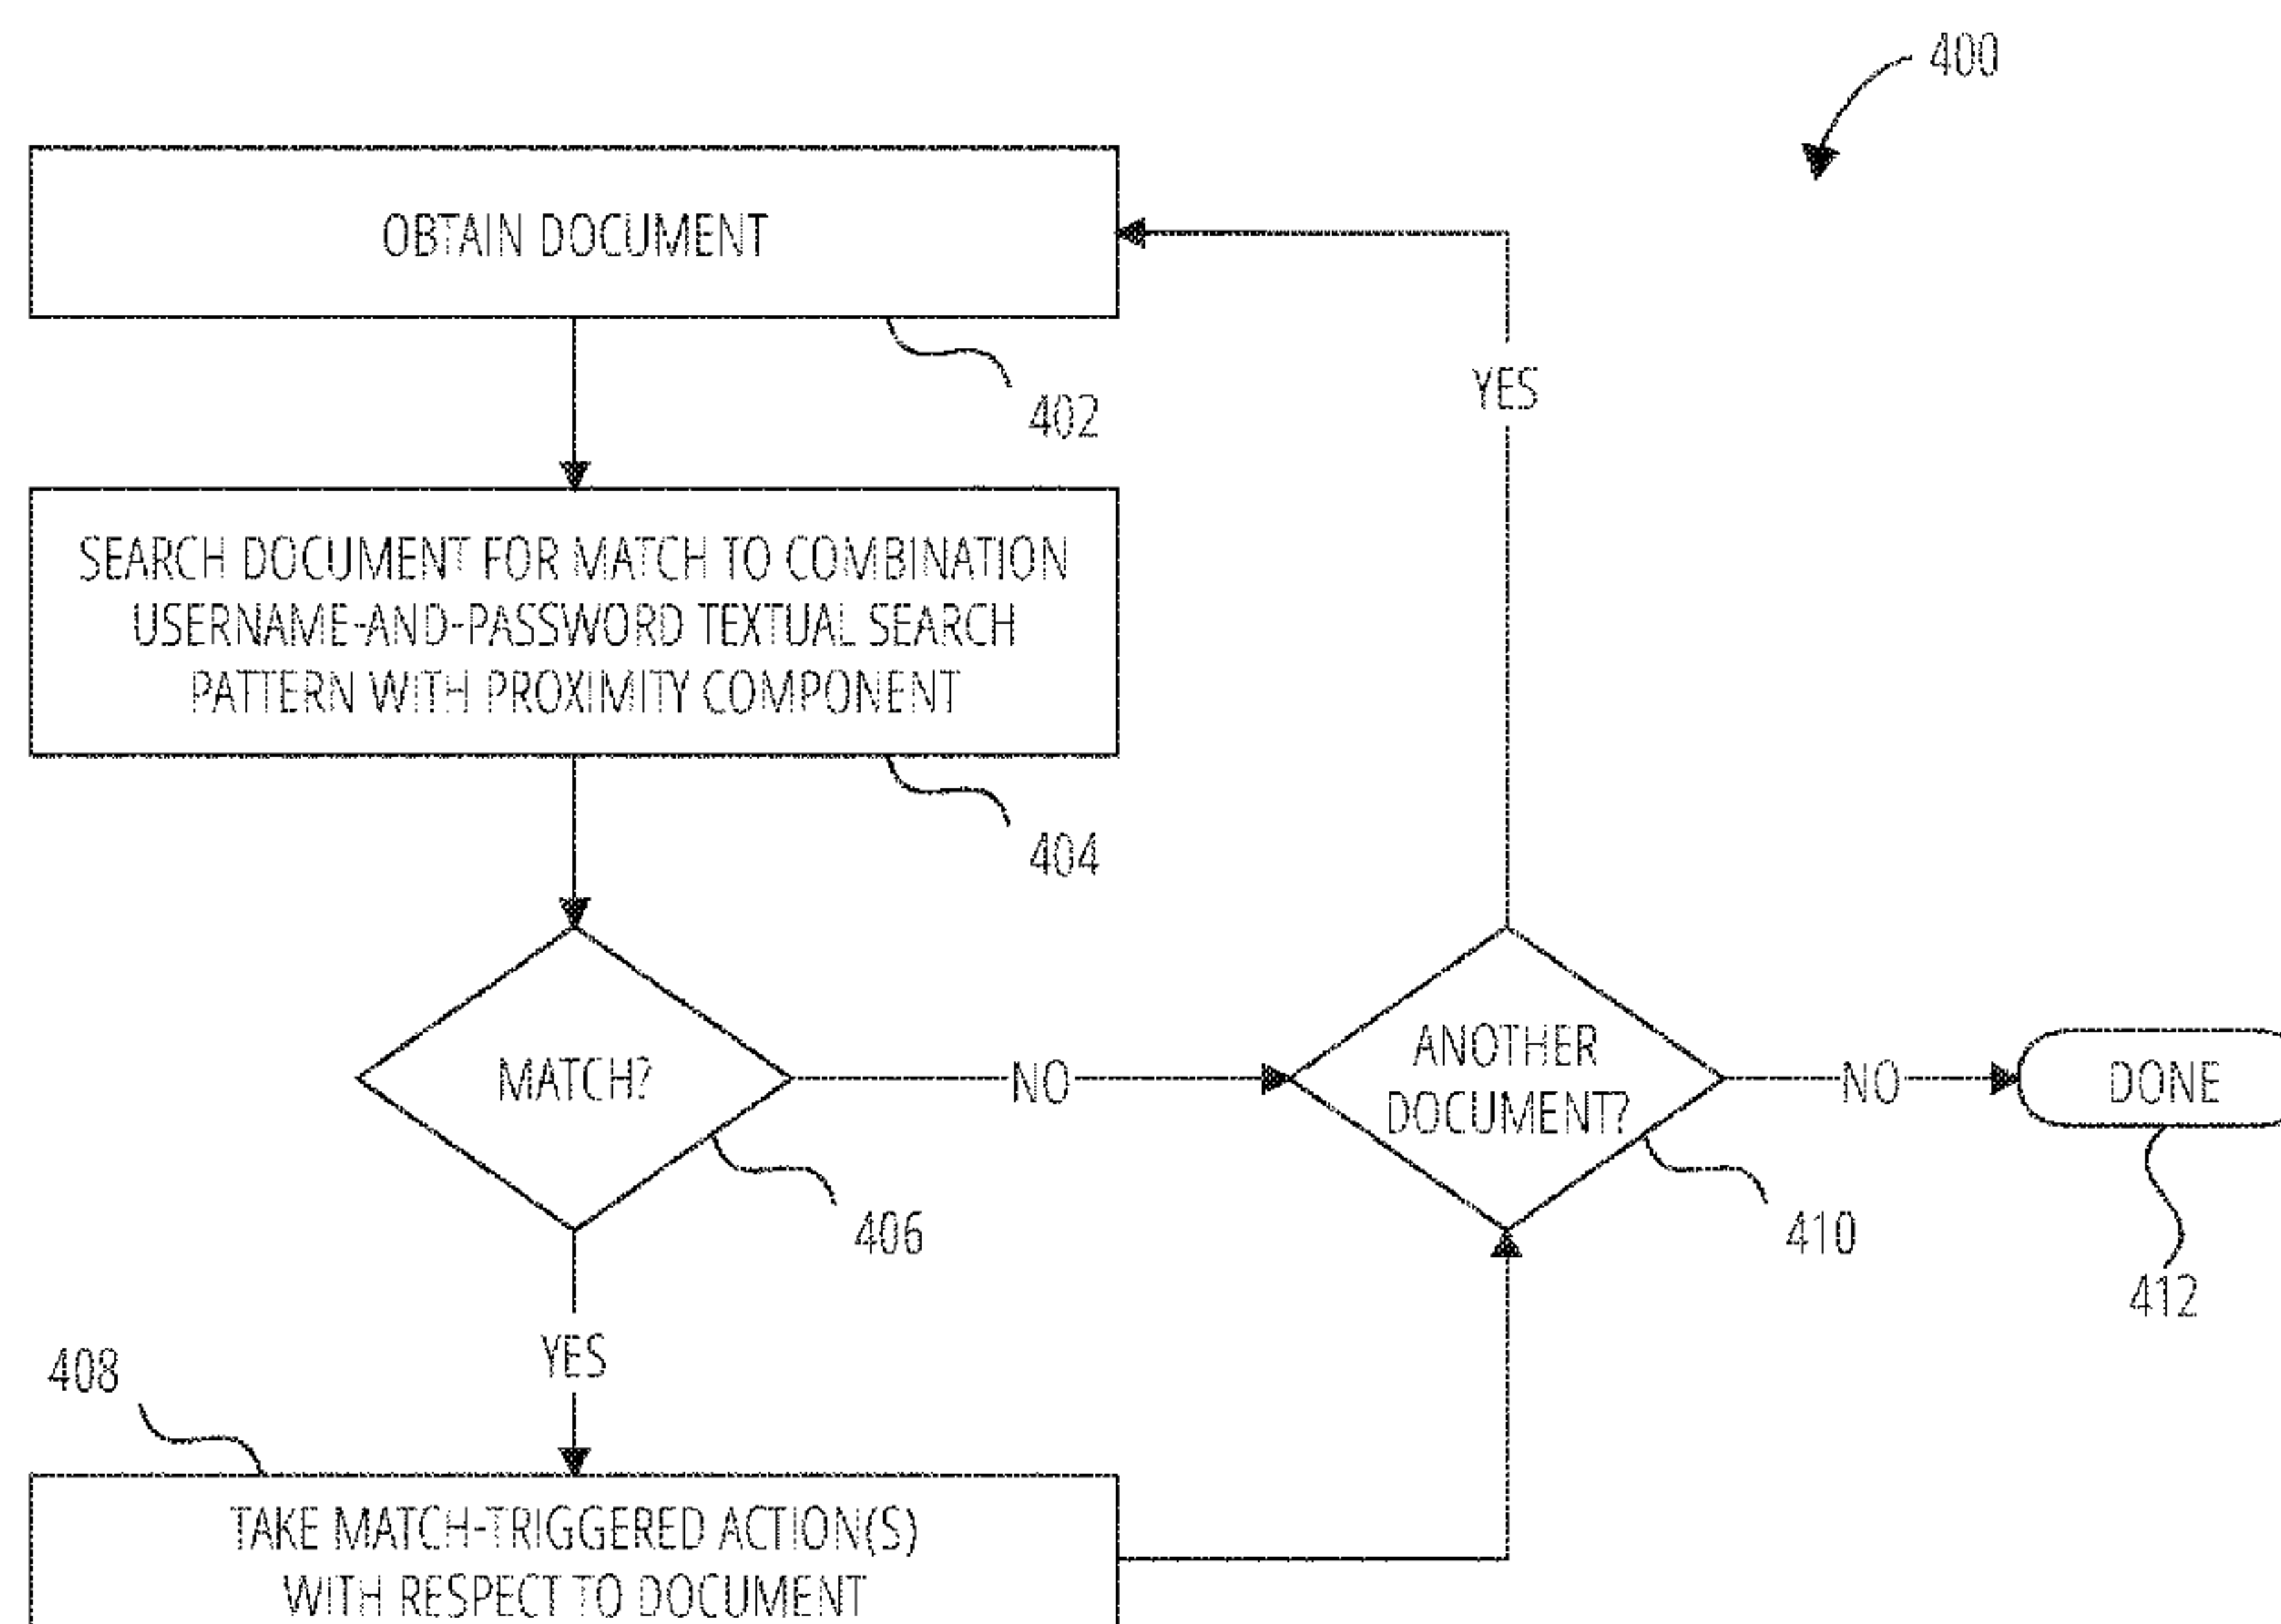 400
OBTAIN DOCUMENT
402
YES
SEARCH DOCUMENT FOR MATCH TO COMBINATION
USERNAME-AND-PASSWORD TEXTUAL SEARCH
PATTERN WITH PROXIMITY COMPONENT
404
MATCH?
NO
ANOTHER
DOCUMENT?
NO
DONE
406
410
412
YES
408
TAKE MATCH-TRIGGERED ACTION(S)
WITH RESPECT TO DOCUMENT